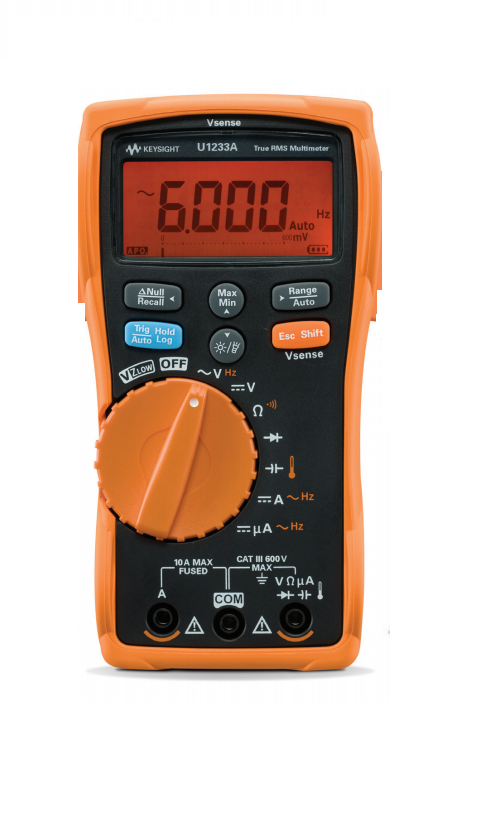 Vsense
KEYSIGHT U1233A True RMS Multimeter
~6.000 Hz
Auto
mV
APO
ΔNull
Recall
Max
Min
Range
Auto
Trig Hold
Auto Log
Esc Shift
Vsense
VZLOW OFF ~V Hz
V
Ω
A ~ Hz
μA ~ Hz
10 A MAX
FUSED
CAT III 600 V
MAX
A
COM
V Ω μA